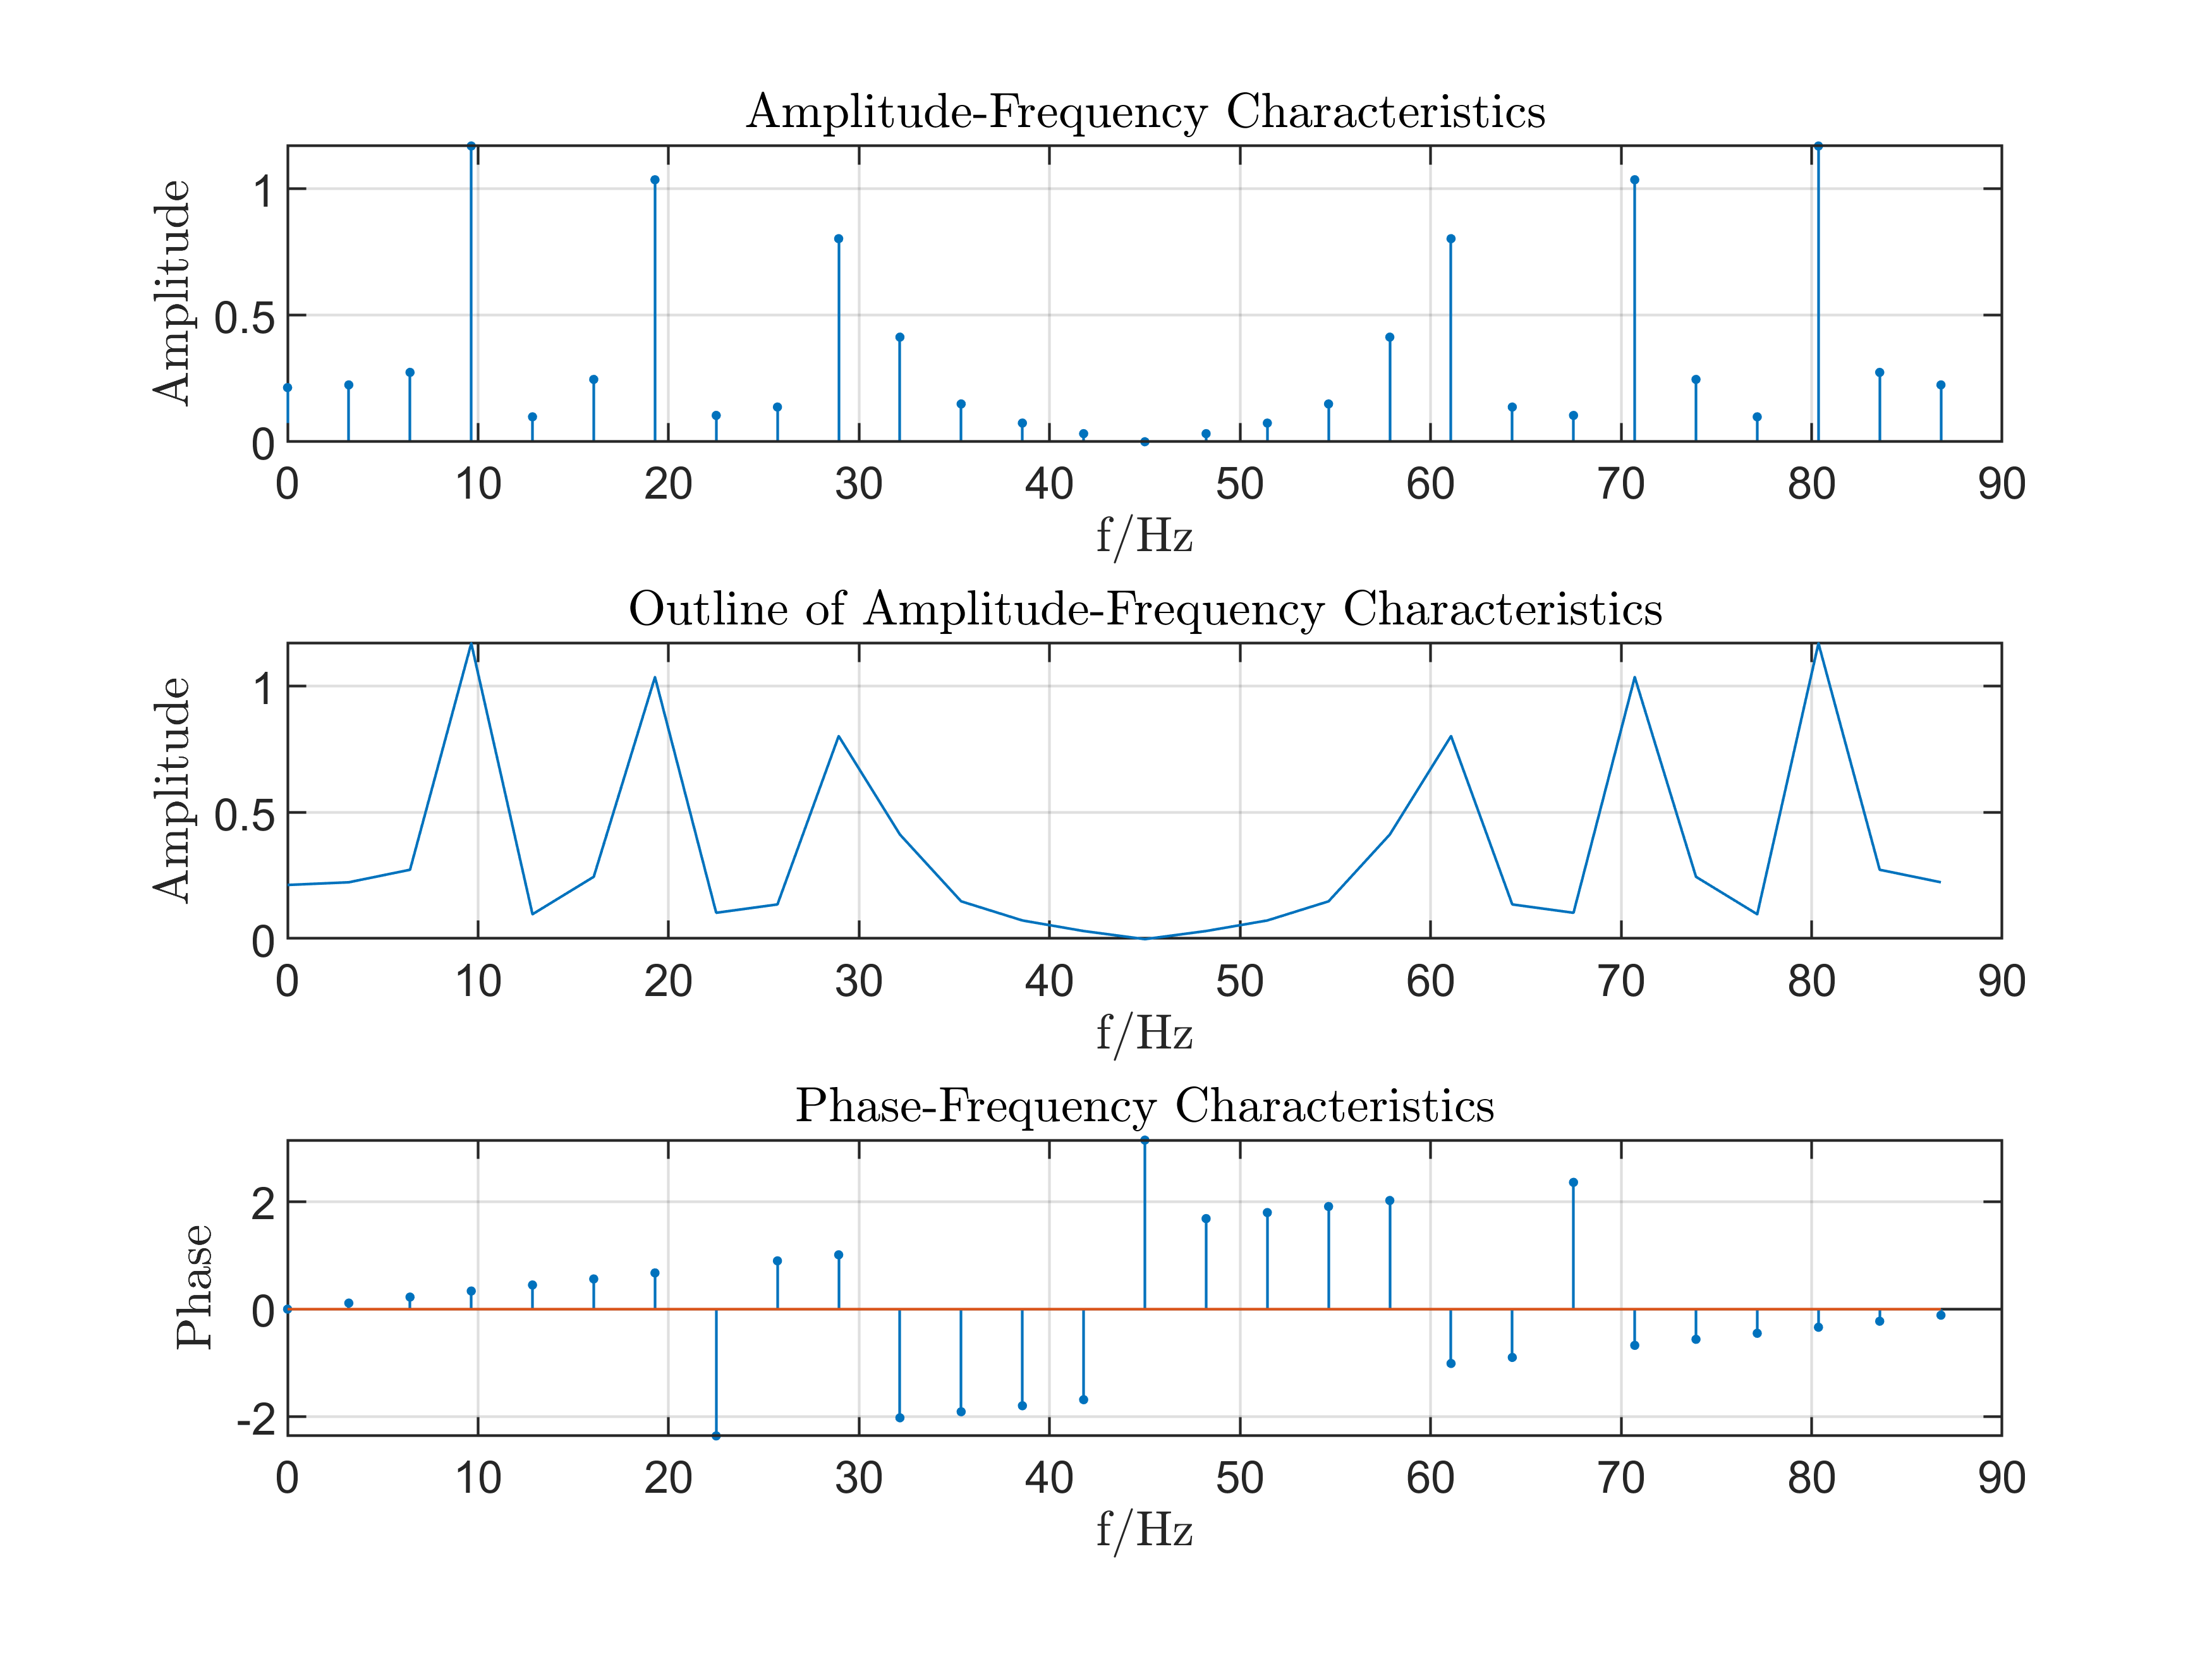 Amplitude-Frequency Characteristics
Amplitude
1
0.5
0
0 10 20 30 40 50 60 70 80 90
f/Hz
Outline of Amplitude-Frequency Characteristics
Amplitude
1
0.5
0
0 10 20 30 40 50 60 70 80 90
f/Hz
Phase-Frequency Characteristics
Phase
2
0
-2
0 10 20 30 40 50 60 70 80 90
f/Hz